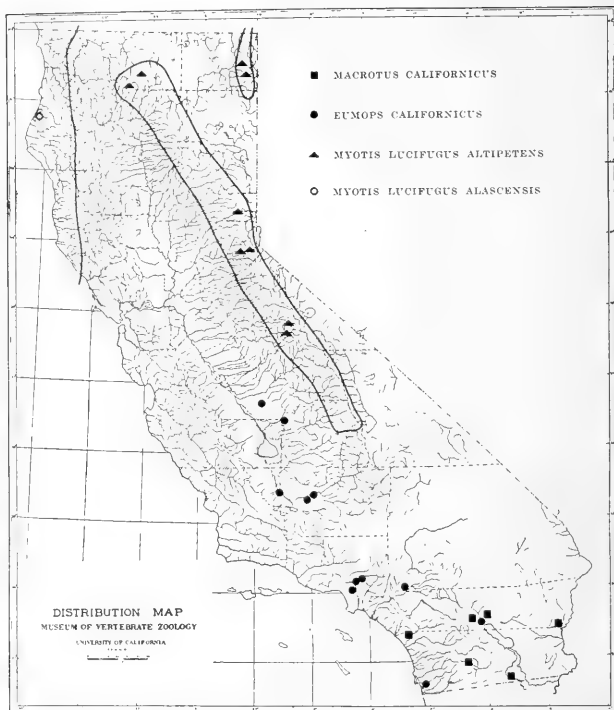 MACROTUS CALIFORNICUS
EUMOPS CALIFORNICUS
MYOTIS LUCIFUGUS ALTIPETENS
MYOTIS LUCIFUGUS ALASCENSIS
DISTRIBUTION MAP
MUSEUM OF VERTEBRATE ZOOLOGY
UNIVERSITY OF CALIFORNIA